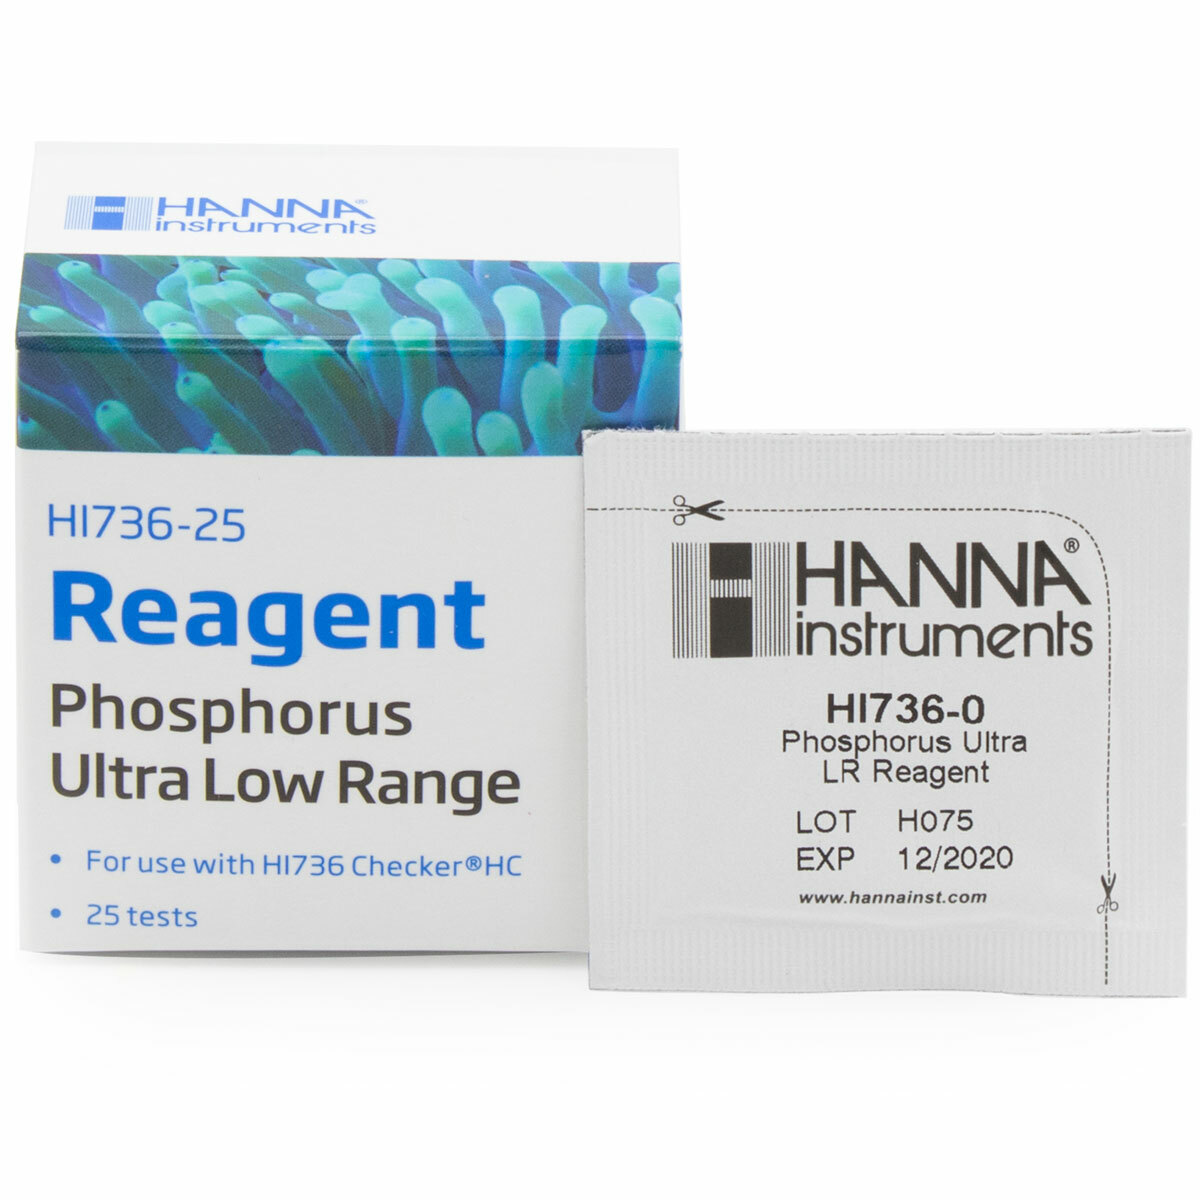 HANNA®
instruments
HI736-25
Reagent
Phosphorus
Ultra Low Range
• For use with HI736 Checker®HC
• 25 tests
HANNA®
instruments
HI736-0
Phosphorus Ultra
LR Reagent
LOT H075
EXP 12/2020
www.hannainst.com